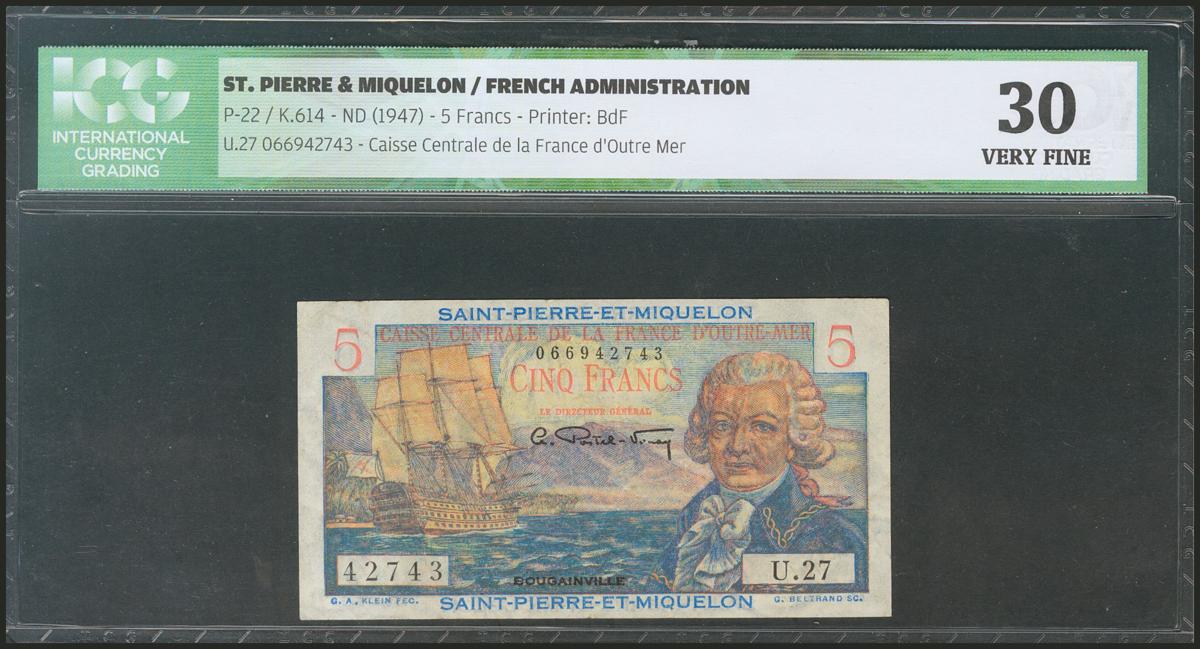 ICG
INTERNATIONAL
CURRENCY
GRADING
ST. PIERRE & MIQUELON / FRENCH ADMINISTRATION
P-22 / K.614 - ND (1947) - 5 Francs - Printer: BdF
U.27 066942743 - Caisse Centrale de la France d'Outre Mer
30
VERY FINE
SAINT-PIERRE-ET-MIQUELON
5 CAISSE CENTRALE DE LA FRANCE D'OUTRE-MER 5
066942743
CINQ FRANCS
LE DIRECTEUR GÉNÉRAL
42743
BOUGAINVILLE
U.27
G. A. KLEIN FEC.
SAINT-PIERRE-ET-MIQUELON
G. BELTRAND SC.